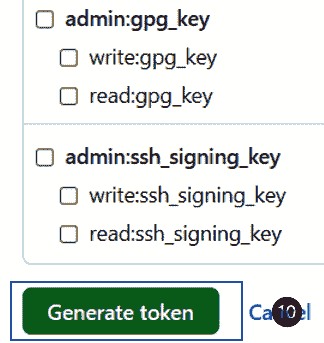 admin:gpg_key
write:gpg_key
read:gpg_key
admin:ssh_signing_key
write:ssh_signing_key
read:ssh_signing_key
Generate token
10